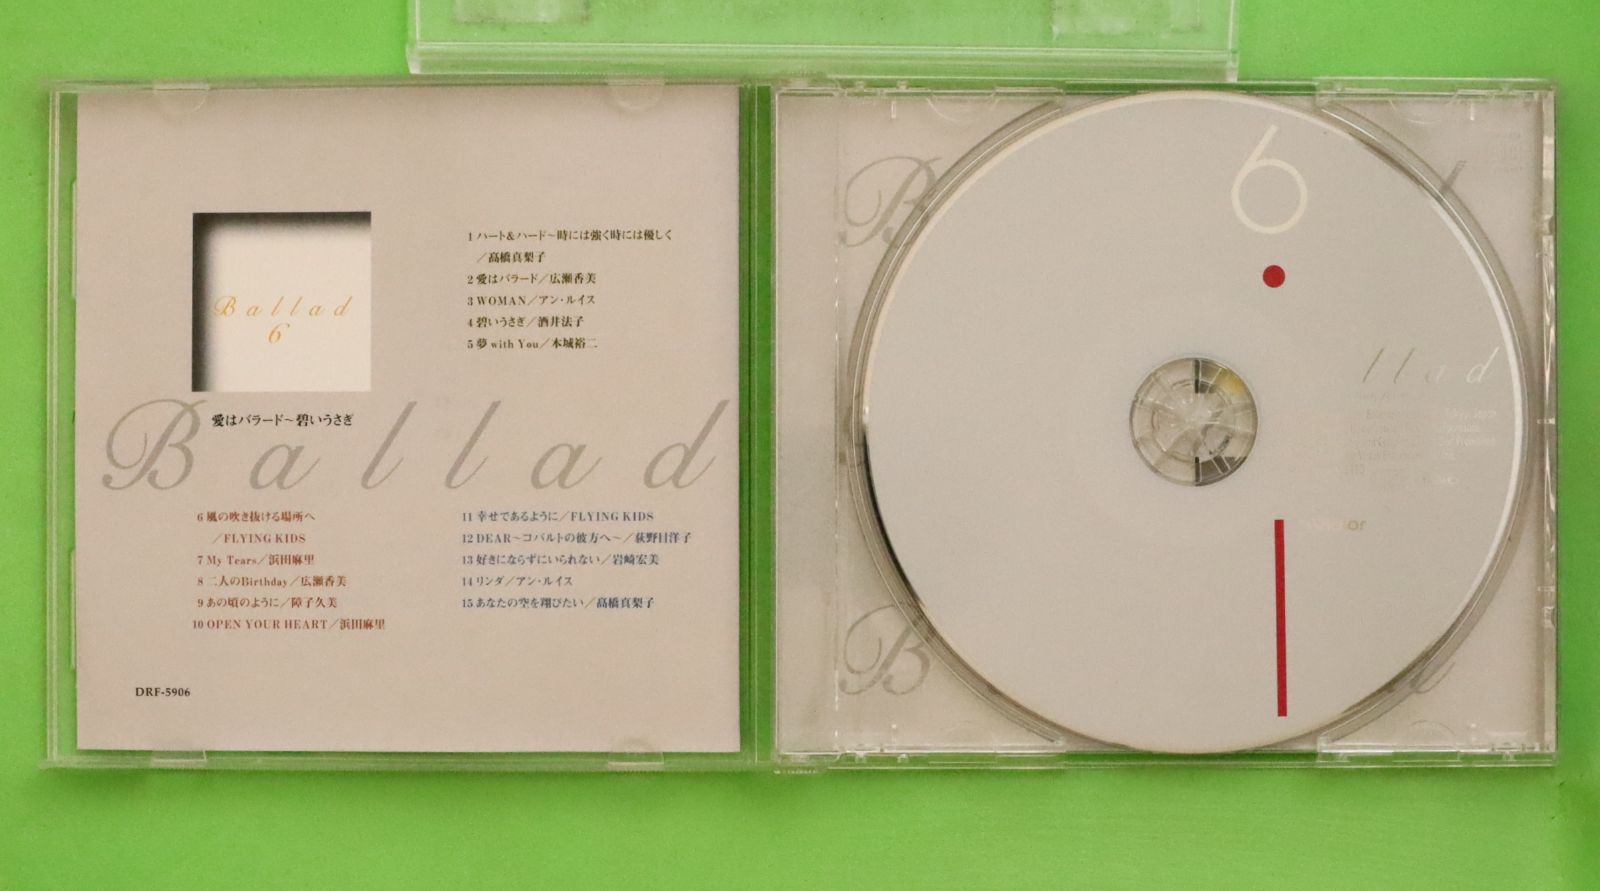 Ballad
6
愛はバラード〜碧いうさぎ
1 ハート&ハード〜時には強く時には優しく
／髙橋真梨子
2 愛はバラード／広瀬香美
3 WOMAN／アン・ルイス
4 碧いうさぎ／酒井法子
5 夢 with You／本城裕二
Ballad
6 風の吹き抜ける場所へ
／FLYING KIDS
7 My Tears／浜田麻里
8 二人のBirthday／広瀬香美
9 あの頃のように／障子久美
10 OPEN YOUR HEART／浜田麻里
11 幸せであるように／FLYING KIDS
12 DEAR〜コバルトの彼方へ〜／荻野目洋子
13 好きにならずにいられない／岩崎宏美
14 リンダ／アン・ルイス
15 あなたの空を翔びたい／髙橋真梨子
DRF-5906
6
llad
B
B